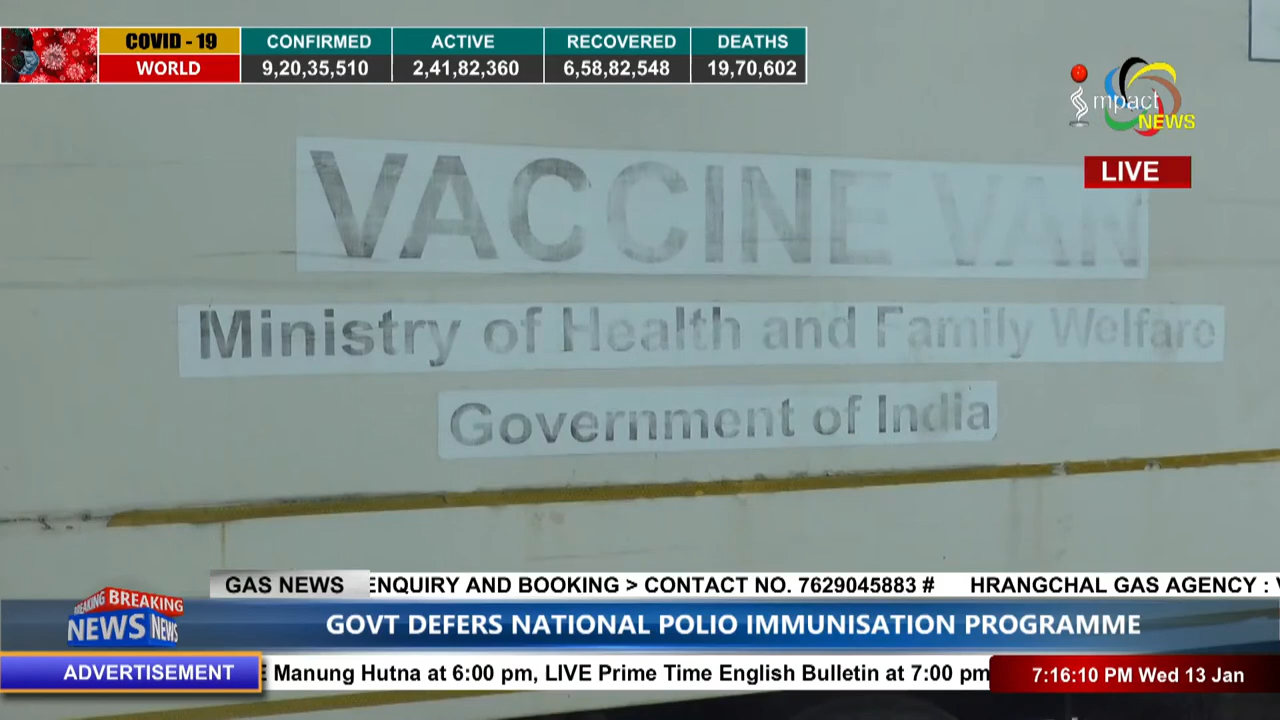 COVID - 19 CONFIRMED ACTIVE RECOVERED DEATHS
WORLD 9,20,35,510 2,41,82,360 6,58,82,548 19,70,602
mpact
NEWS
LIVE
VACCINE VAN
Ministry of Health and Family Welfare
Government of India
GAS NEWS ENQUIRY AND BOOKING > CONTACT NO. 7629045883 # HRANGCHAL GAS AGENCY :
BREAKING BREAKING
NEWS NEWS
GOVT DEFERS NATIONAL POLIO IMMUNISATION PROGRAMME
ADVERTISEMENT Manung Hutna at 6:00 pm, LIVE Prime Time English Bulletin at 7:00 pm
7:16:10 PM Wed 13 Jan